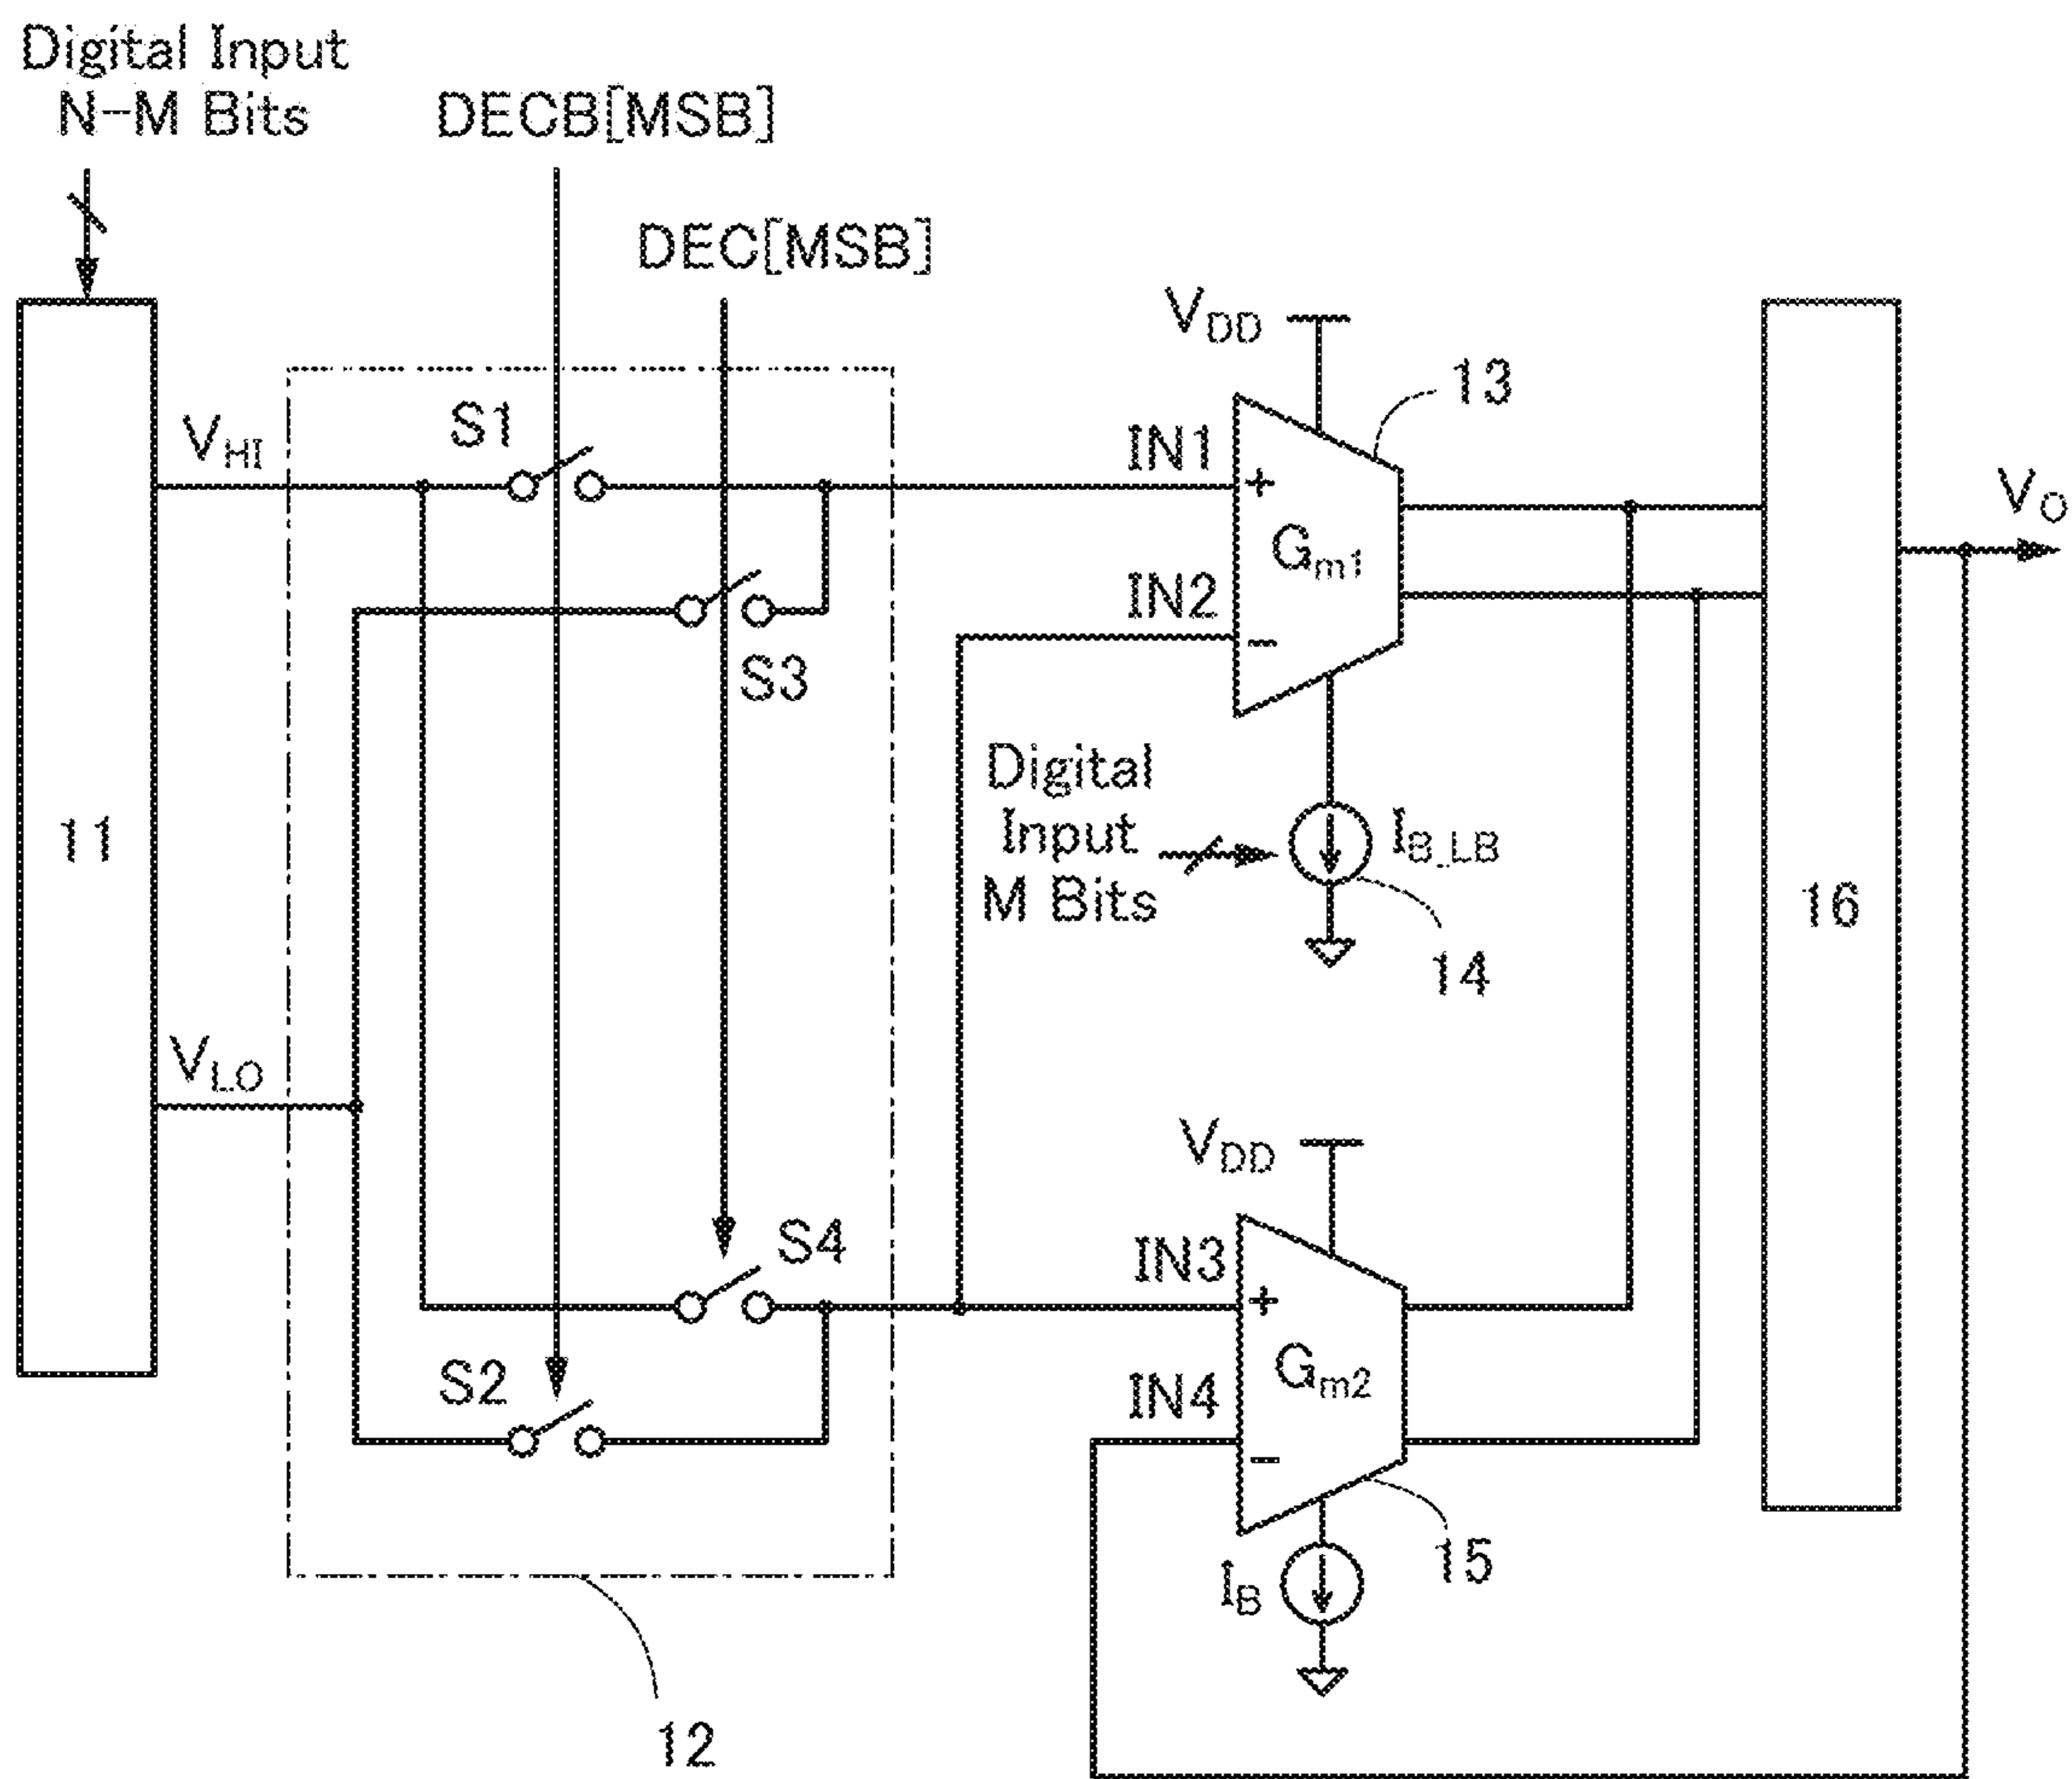 Digital Input
N-M Bits
DECB[MSB]
DEC[MSB]
VDD
13
VHI
S1
IN1
+
Gm1
VO
IN2
-
S3
Digital
Input
M Bits
IB_LB
11
16
14
VLO
VDD
S4
IN3
+
Gm2
S2
IN4
-
15
IB
12